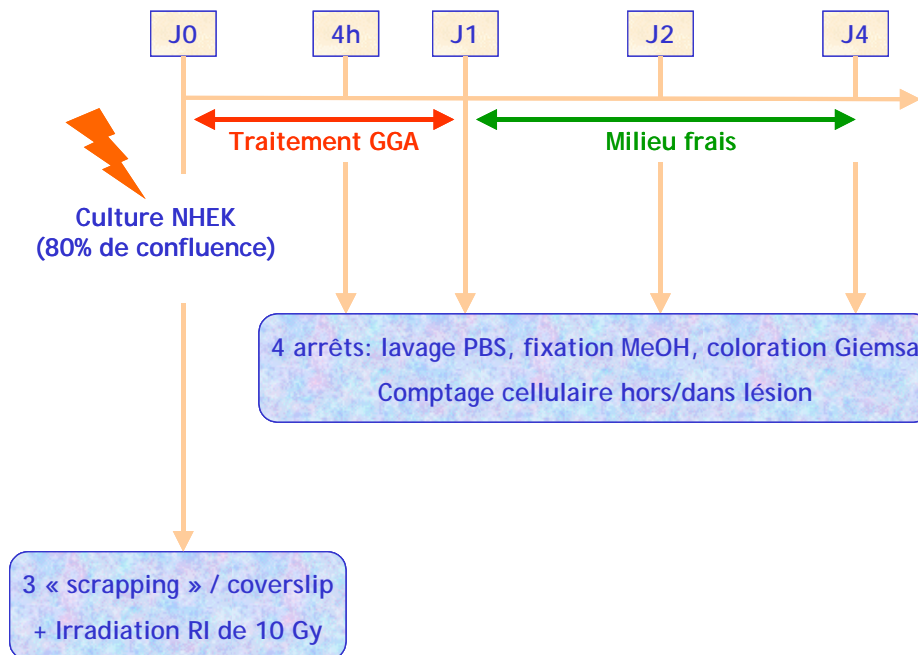 J0
4h
J1
J2
J4
Traitement GGA
Milieu frais
Culture NHEK
(80% de confluence)
4 arrêts: lavage PBS, fixation MeOH, coloration Giemsa
Comptage cellulaire hors/dans lésion
3 « scrapping » / coverslip
+ Irradiation RI de 10 Gy